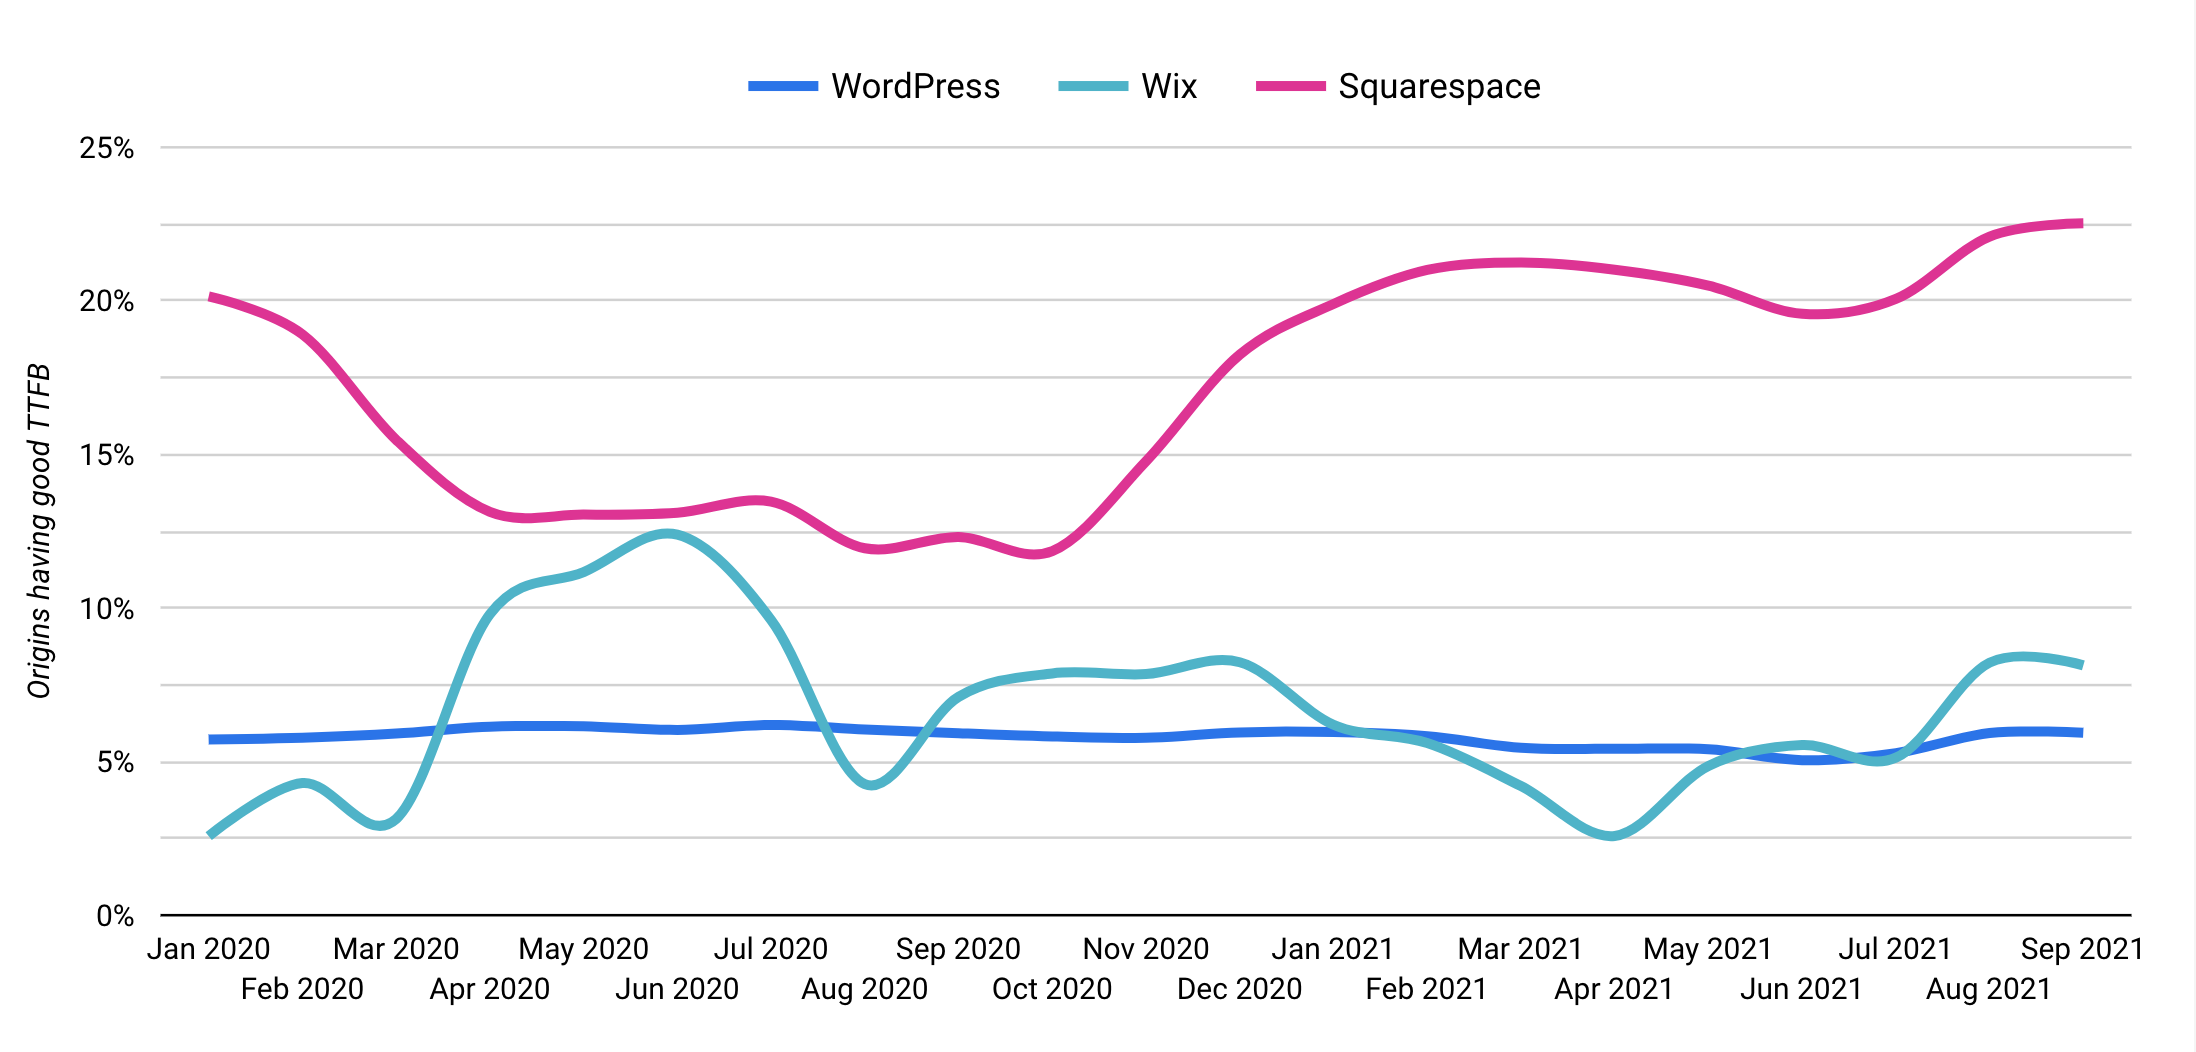 WordPress Wix Squarespace
25%
20%
15%
10%
5%
0%
Origins having good TTFB
Jan 2020 Mar 2020 May 2020 Jul 2020 Sep 2020 Nov 2020 Jan 2021 Mar 2021 May 2021 Jul 2021 Sep 2021
Feb 2020 Apr 2020 Jun 2020 Aug 2020 Oct 2020 Dec 2020 Feb 2021 Apr 2021 Jun 2021 Aug 2021